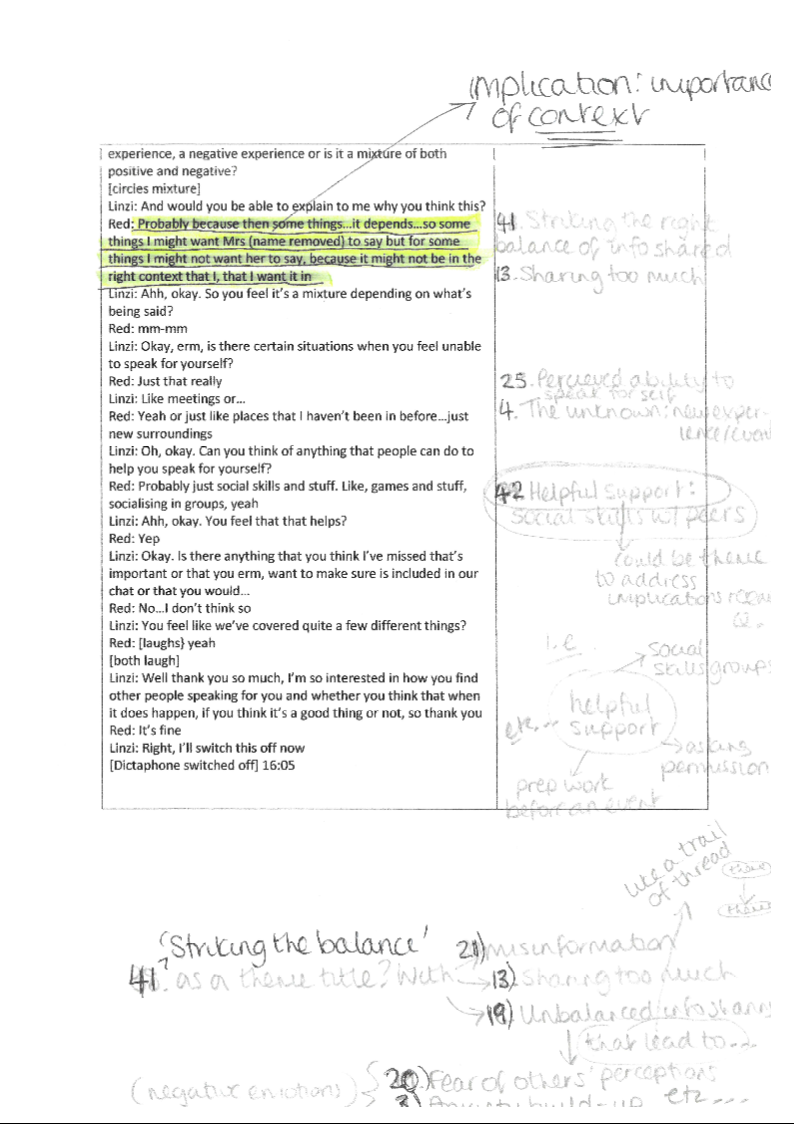 implication: importance
of context
experience, a negative experience or is it a mixture of both
positive and negative?
[circles mixture]
Linzi: And would you be able to explain to me why you think this?
Red: Probably because then some things...it depends...so some
things I might want Mrs (name removed) to say but for some
things I might not want her to say, because it might not be in the
right context that I, that I want it in
Linzi: Ahh, okay. So you feel it's a mixture depending on what's
being said?
Red: mm-mm
Linzi: Okay, erm, is there certain situations when you feel unable
to speak for yourself?
Red: Just that really
Linzi: Like meetings or...
Red: Yeah or just like places that I haven't been in before...just
new surroundings
Linzi: Oh, okay. Can you think of anything that people can do to
help you speak for yourself?
Red: Probably just social skills and stuff. Like, games and stuff,
socialising in groups, yeah
Linzi: Ahh, okay. You feel that that helps?
Red: Yep
Linzi: Okay. Is there anything that you think I've missed that's
important or that you erm, want to make sure is included in our
chat or that you would...
Red: No...I don't think so
Linzi: You feel like we've covered quite a few different things?
Red: [laughs} yeah
[both laugh]
Linzi: Well thank you so much, I'm so interested in how you find
other people speaking for you and whether you think that when
it does happen, if you think it's a good thing or not, so thank you
Red: It's fine
Linzi: Right, I'll switch this off now
[Dictaphone switched off] 16:05
41. Striking the right
balance of info shared
13. Sharing too much
25. Percieved ability to
speak for self
4. The unknown: new exper-
ience/event
42 Helpful support:
social skills w/ peers
could be theme
to address
implications
Q.
i.e
social
skills groups
helpful
support
etc...
asking
permission
prep work
before an event
like a trail
of thread
'Striking the balance'
41. as a theme title? With
21) misinformation
13) Sharing too much
19) Unbalanced info
that lead to...
(negative emotions)
20) Fear of others' perceptions
build-up etc....